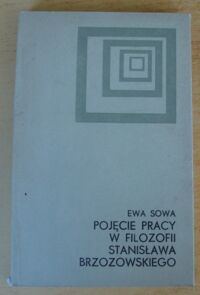 EWA SOWA
POJĘCIE PRACY
W FILOZOFII
STANISŁAWA
BRZOZOWSKIEGO